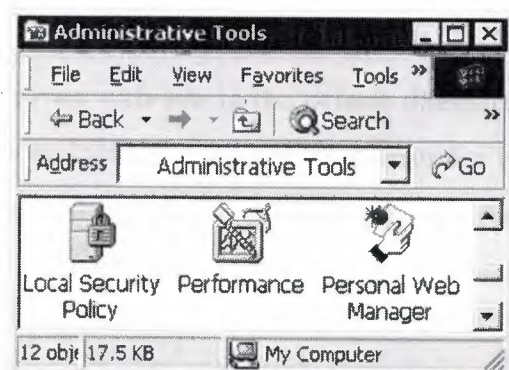 Administrative Tools
File Edit View Favorites Tools »
Back Search »
Address Administrative Tools Go
Local Security Policy
Performance
Personal Web Manager
12 obje 17.5 KB My Computer